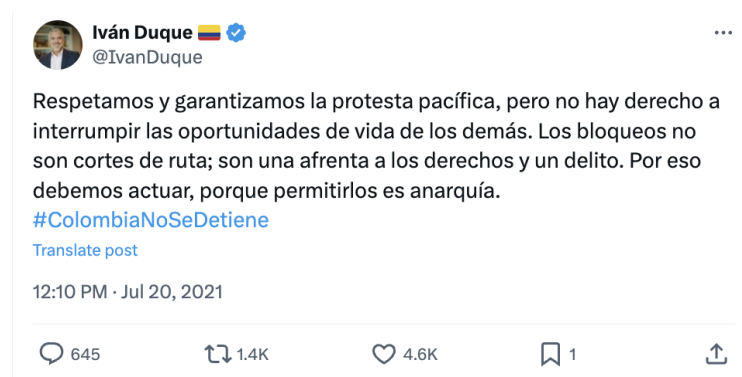 Iván Duque 🇨🇴
@IvanDuque
Respetamos y garantizamos la protesta pacífica, pero no hay derecho a
interrumpir las oportunidades de vida de los demás. Los bloqueos no
son cortes de ruta; son una afrenta a los derechos y un delito. Por eso
debemos actuar, porque permitirlos es anarquía.
#ColombiaNoSeDetiene
Translate post
12:10 PM · Jul 20, 2021
645 1.4K 4.6K 1